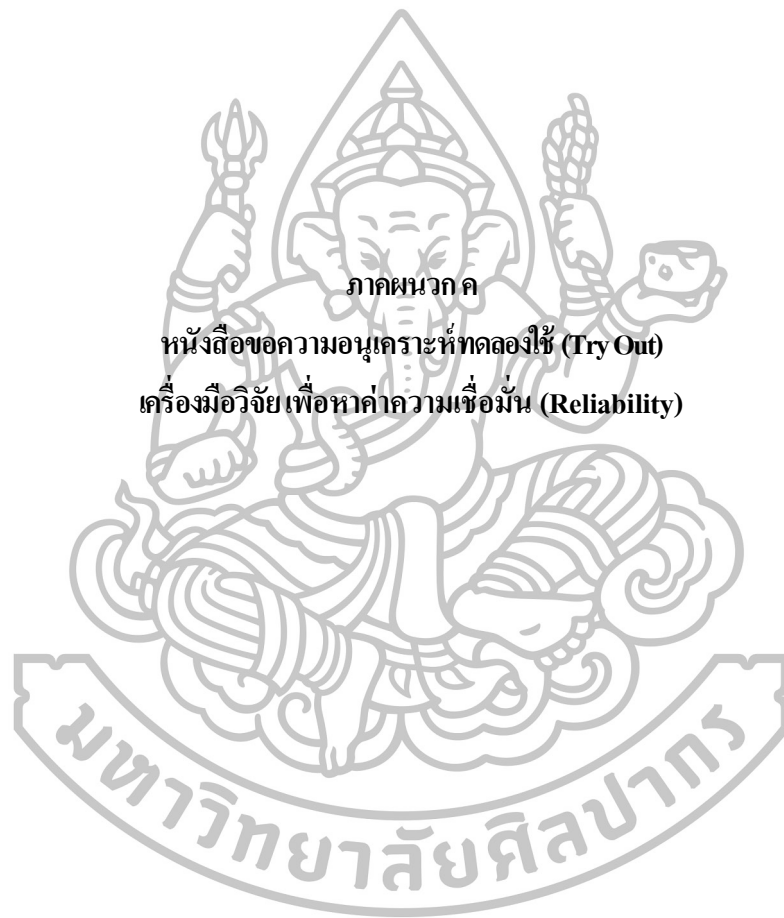 ภาคผนวก ค
หนังสือขอความอนุเคราะห์ทดลองใช้ (Try Out)
เครื่องมือวิจัย เพื่อหาค่าความเชื่อมั่น (Reliability)
มหาวิทยาลัยศิลปากร